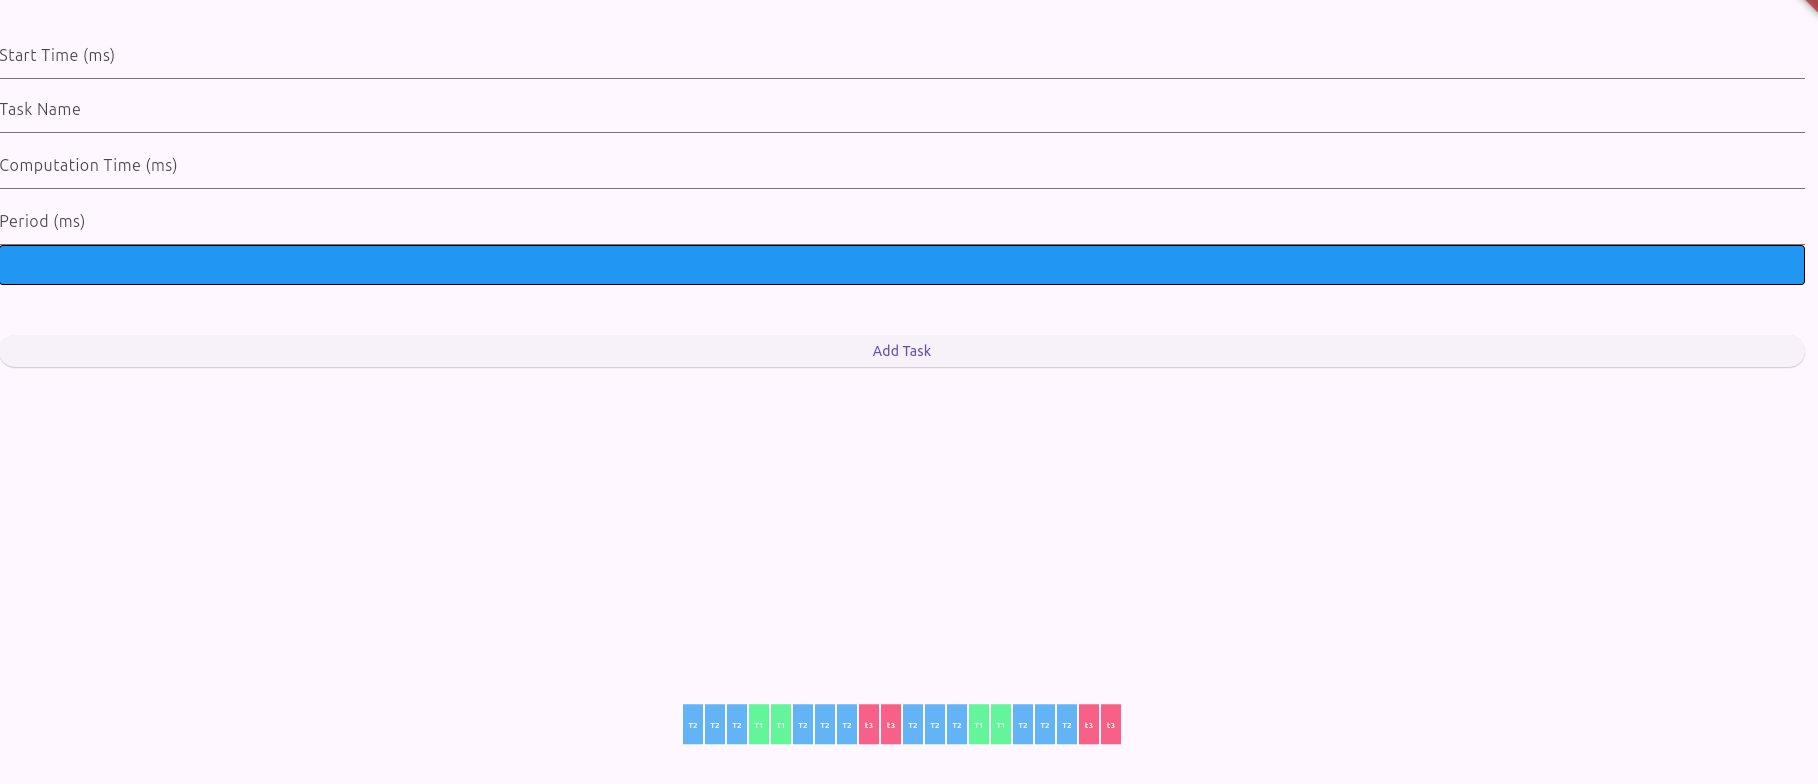 Start Time (ms)
Task Name
Computation Time (ms)
Period (ms)
Add Task
T2 T2 T2 T1 T1 T2 T2 T2 t3 t3 T2 T2 T2 T1 T1 T2 T2 T2 t3 t3